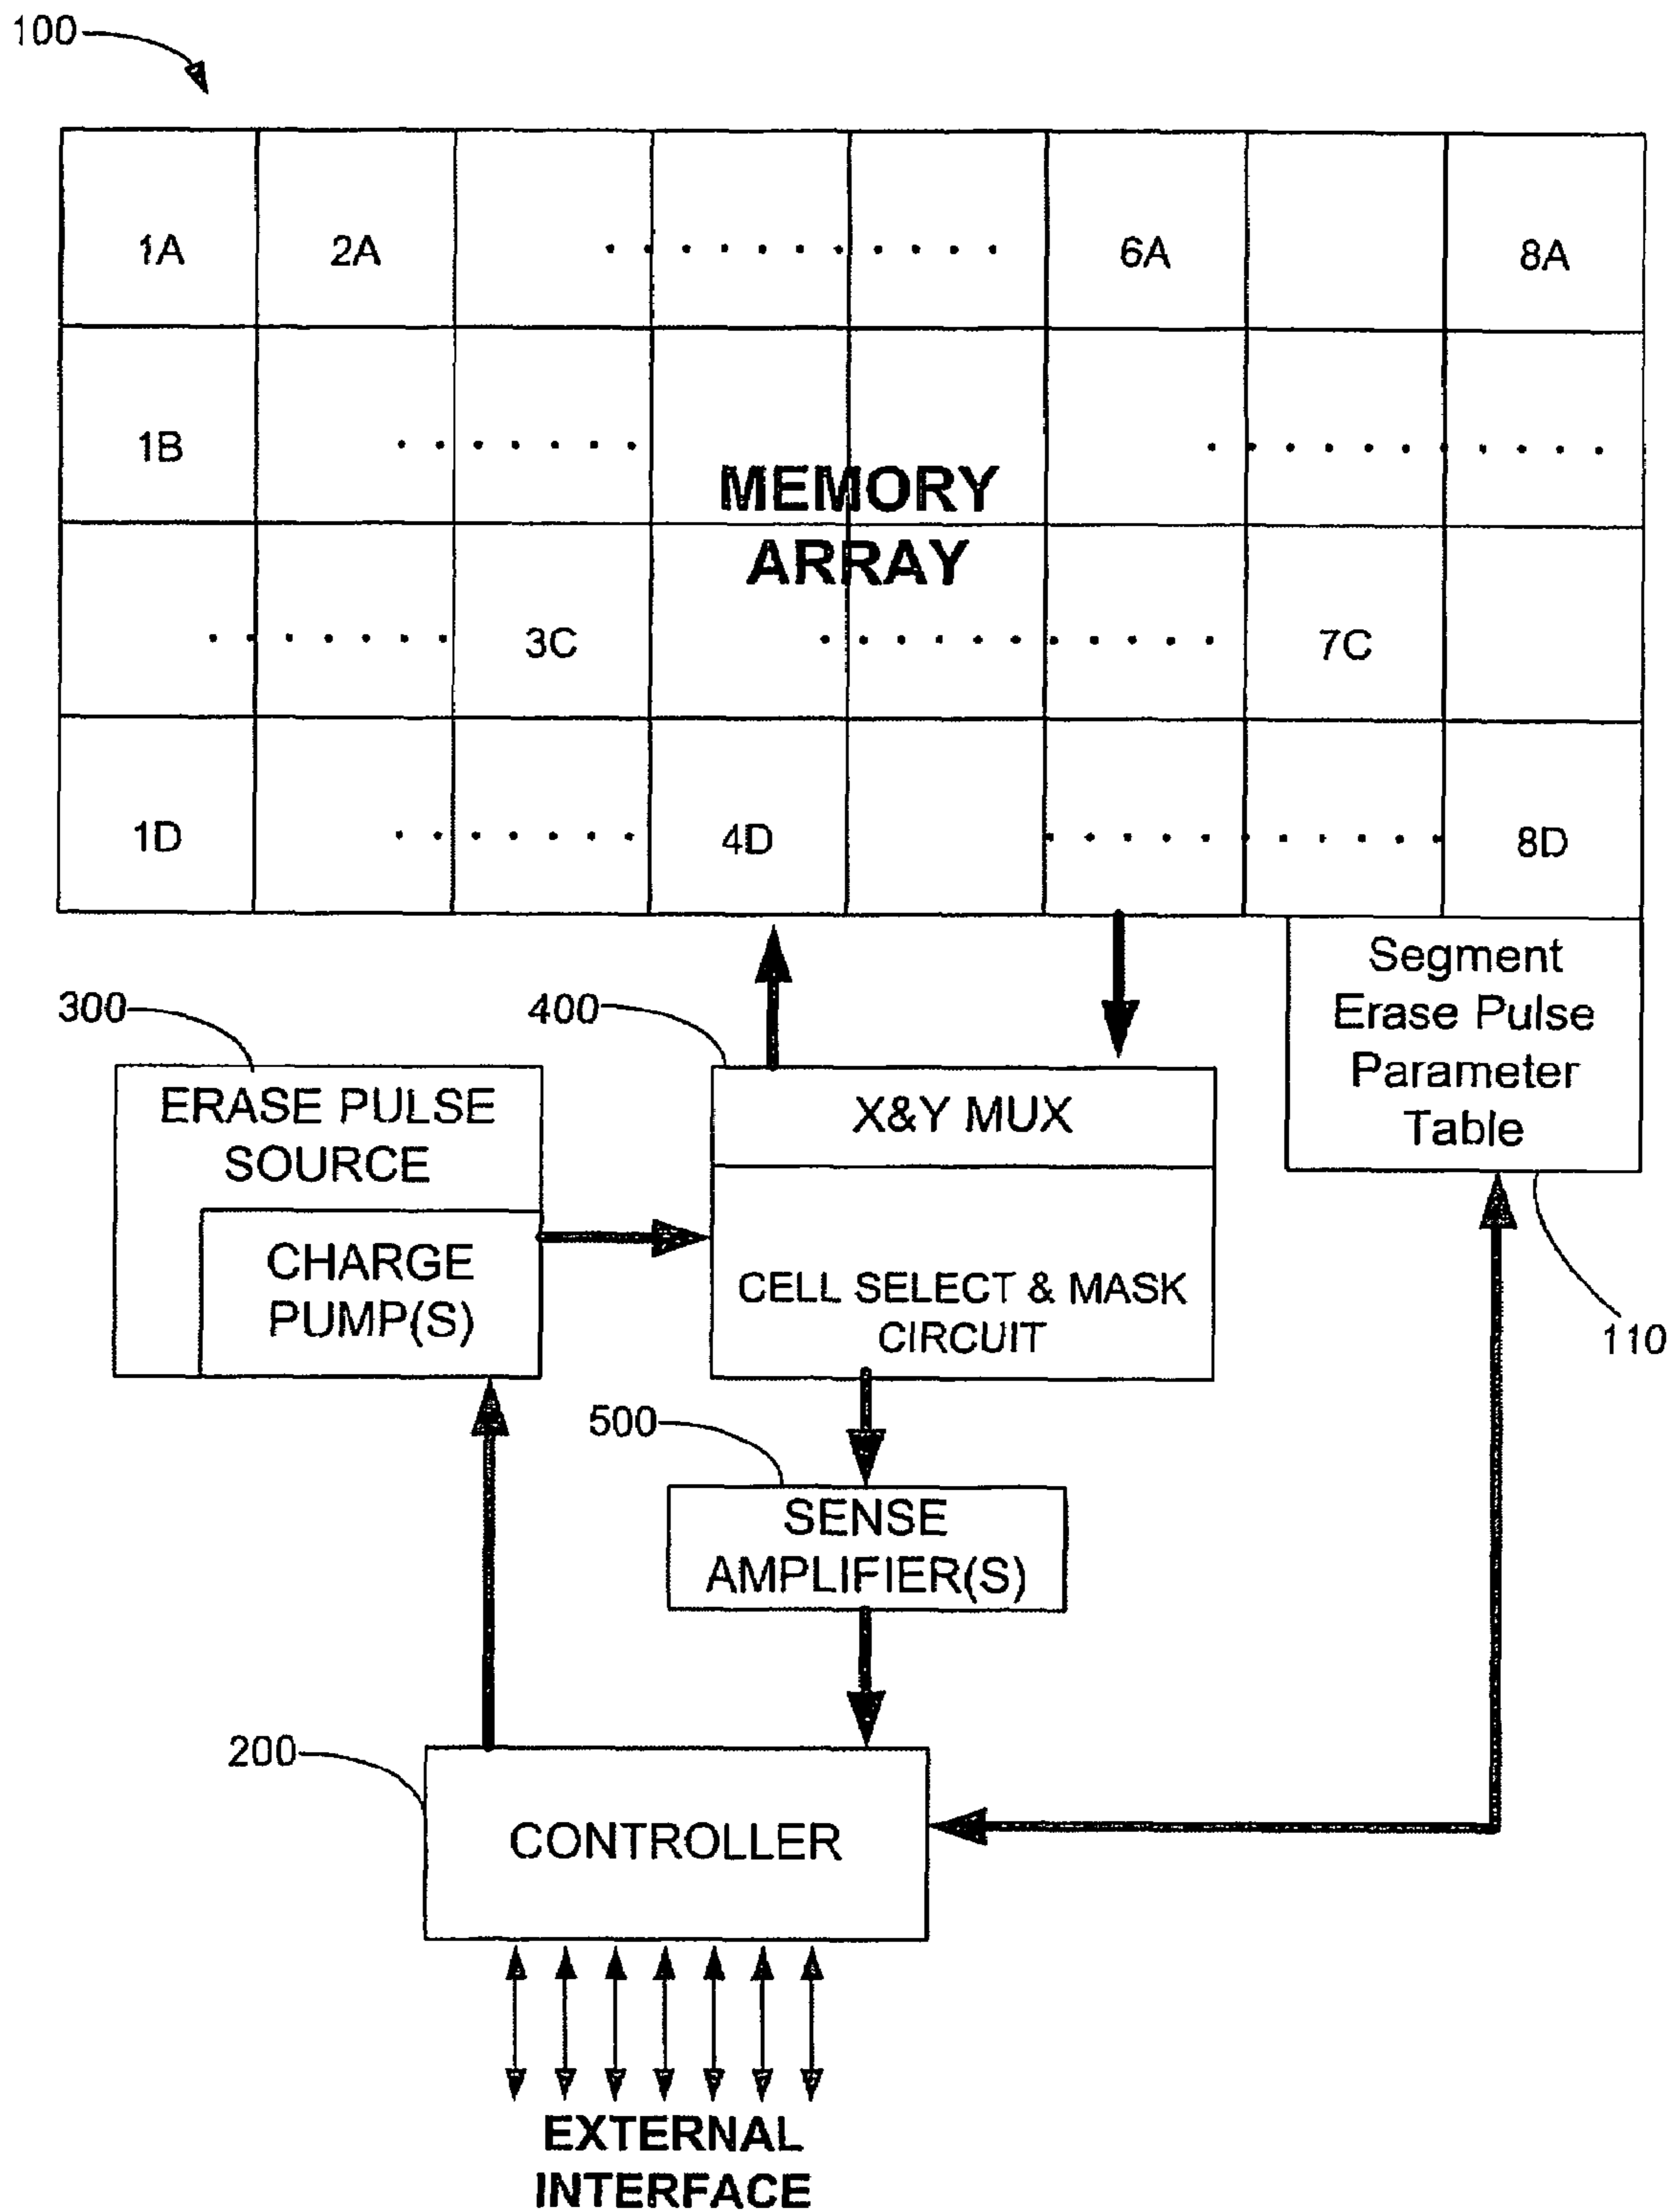 100
1A 2A 6A 8A
1B
MEMORY
ARRAY
3C 7C
1D 4D 8D
Segment
Erase Pulse
Parameter
Table
110
300
ERASE PULSE
SOURCE
CHARGE
PUMP(S)
400
X&Y MUX
CELL SELECT & MASK
CIRCUIT
500
SENSE
AMPLIFIER(S)
200
CONTROLLER
EXTERNAL
INTERFACE